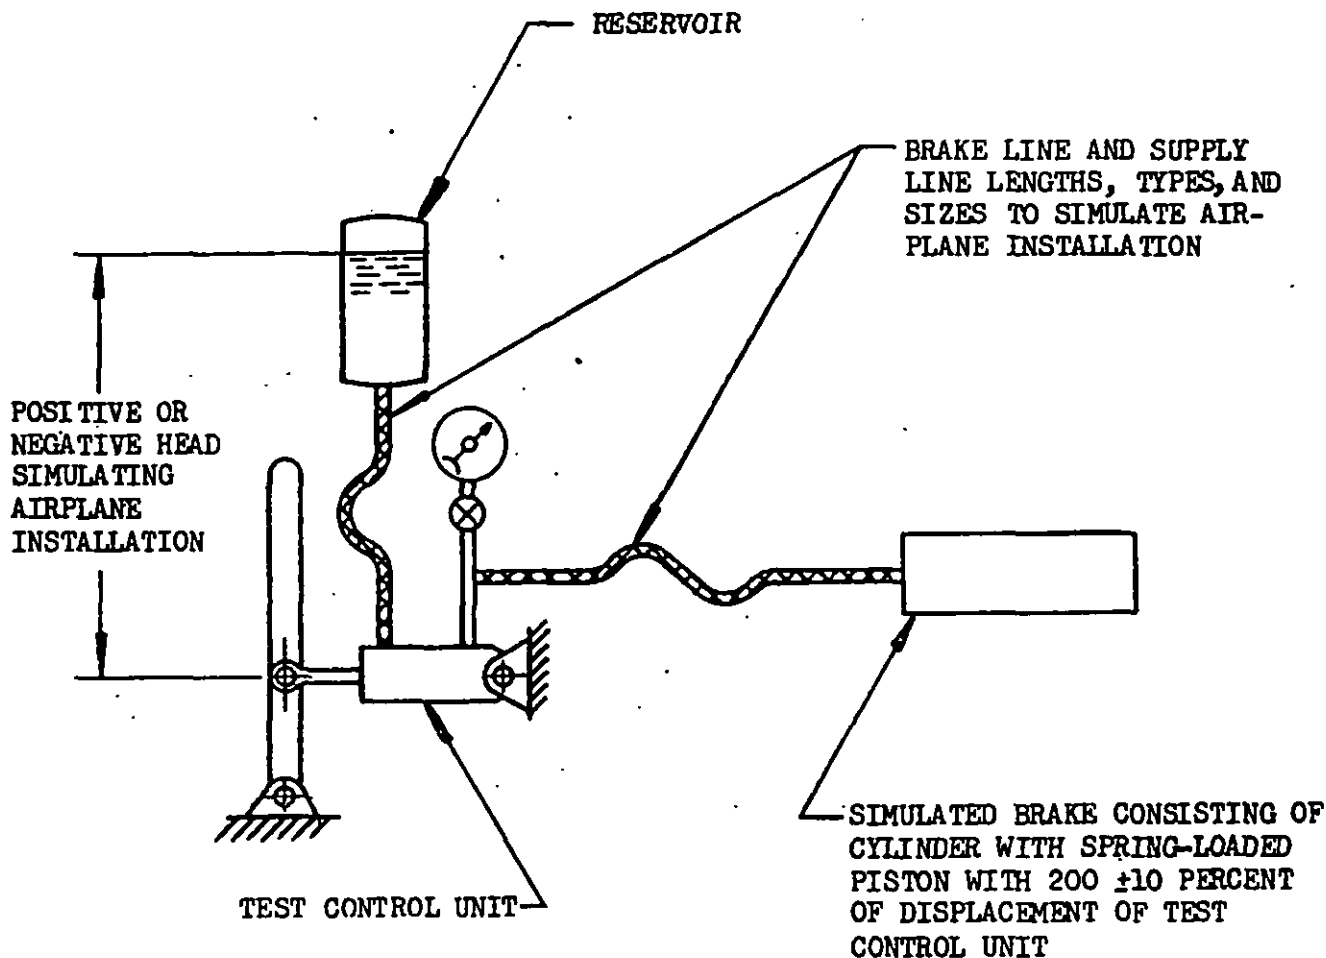 RESERVOIR
BRAKE LINE AND SUPPLY
LINE LENGTHS, TYPES, AND
SIZES TO SIMULATE AIR-
PLANE INSTALLATION
POSITIVE OR
NEGATIVE HEAD
SIMULATING
AIRPLANE
INSTALLATION
SIMULATED BRAKE CONSISTING OF
CYLINDER WITH SPRING-LOADED
PISTON WITH 200 ±10 PERCENT
OF DISPLACEMENT OF TEST
CONTROL UNIT
TEST CONTROL UNIT